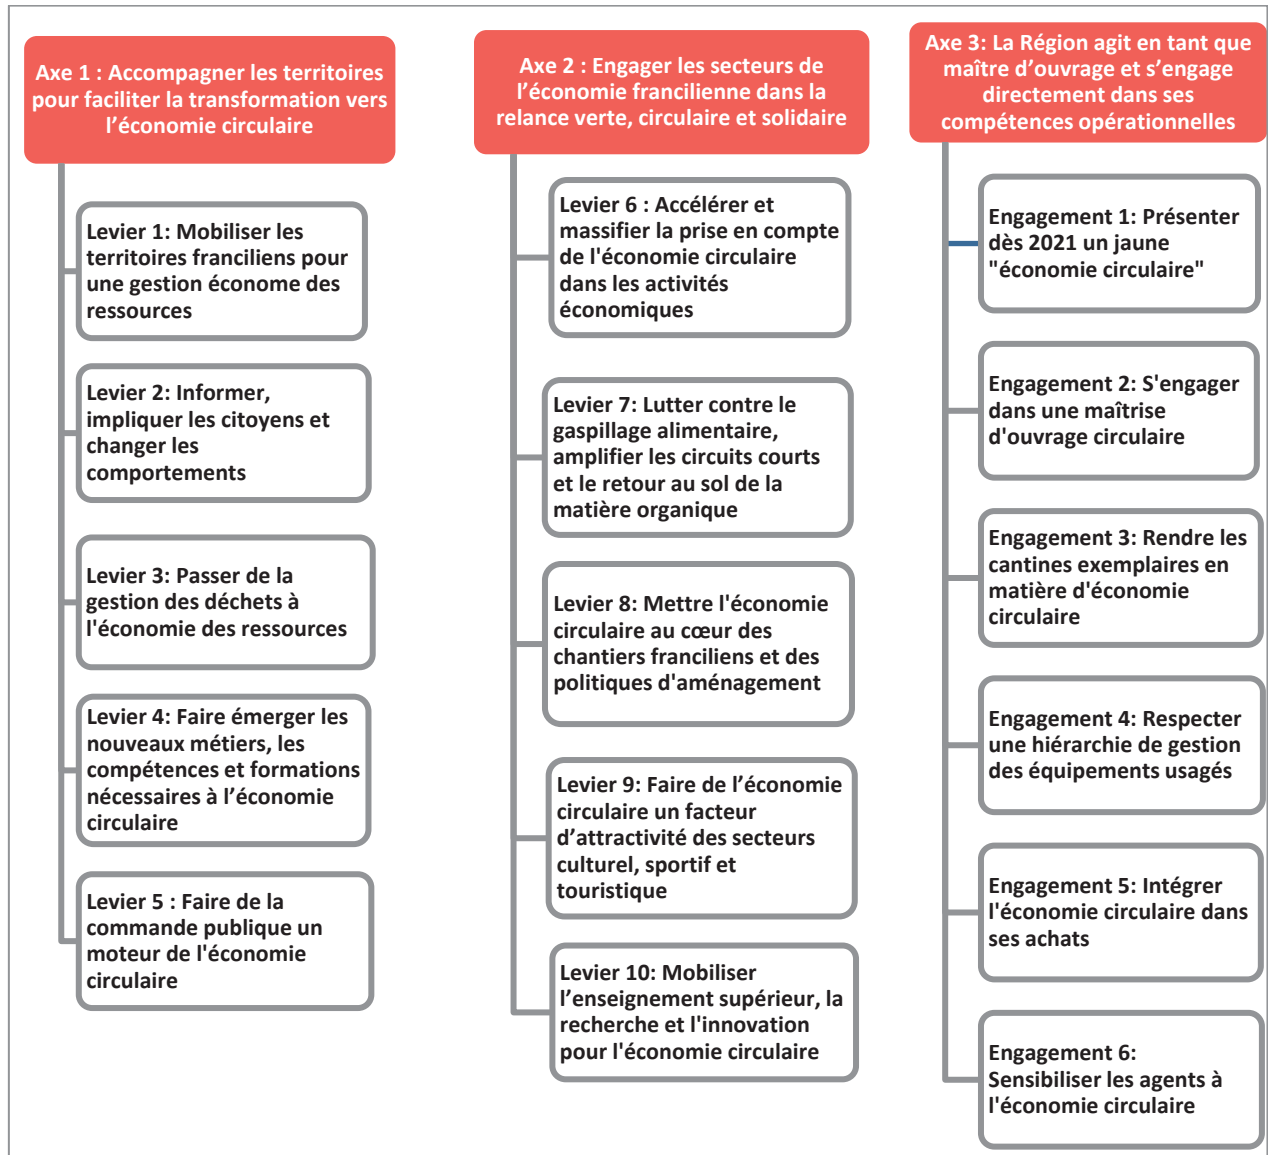 Axe 1 : Accompagner les territoires
pour faciliter la transformation vers
l’économie circulaire
Levier 1: Mobiliser les
territoires franciliens pour
une gestion économe des
ressources
Levier 2: Informer,
impliquer les citoyens et
changer les
comportements
Levier 3: Passer de la
gestion des déchets à
l'économie des ressources
Levier 4: Faire émerger les
nouveaux métiers, les
compétences et formations
nécessaires à l’économie
circulaire
Levier 5 : Faire de la
commande publique un
moteur de l'économie
circulaire
Axe 2 : Engager les secteurs de
l’économie francilienne dans la
relance verte, circulaire et solidaire
Levier 6 : Accélérer et
massifier la prise en compte
de l'économie circulaire
dans les activités
économiques
Levier 7: Lutter contre le
gaspillage alimentaire,
amplifier les circuits courts
et le retour au sol de la
matière organique
Levier 8: Mettre l'économie
circulaire au cœur des
chantiers franciliens et des
politiques d'aménagement
Levier 9: Faire de l’économie
circulaire un facteur
d’attractivité des secteurs
culturel, sportif et
touristique
Levier 10: Mobiliser
l’enseignement supérieur, la
recherche et l'innovation
pour l'économie circulaire
Axe 3: La Région agit en tant que
maître d’ouvrage et s’engage
directement dans ses
compétences opérationnelles
Engagement 1: Présenter
dès 2021 un jaune
"économie circulaire"
Engagement 2: S'engager
dans une maîtrise
d'ouvrage circulaire
Engagement 3: Rendre les
cantines exemplaires en
matière d'économie
circulaire
Engagement 4: Respecter
une hiérarchie de gestion
des équipements usagés
Engagement 5: Intégrer
l'économie circulaire dans
ses achats
Engagement 6:
Sensibiliser les agents à
l'économie circulaire